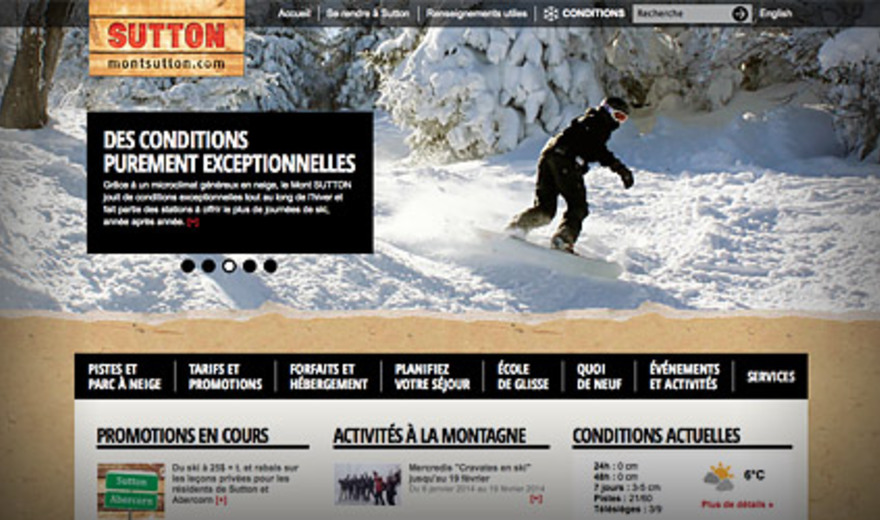 SUTTON
montsutton.com
Accueil Se rendre à Sutton Renseignements utiles CONDITIONS Recherche English
DES CONDITIONS
PUREMENT EXCEPTIONNELLES
Grâce à un microclimat généreux en neige, le Mont SUTTON
jouit de conditions exceptionnelles tout au long de l'hiver et
fait partie des stations à offrir le plus de journées de ski,
année après année. [+]
PISTES ET
PARC À NEIGE
TARIFS ET
PROMOTIONS
FORFAITS ET
HÉBERGEMENT
PLANIFIEZ
VOTRE SÉJOUR
ÉCOLE
DE GLISSE
QUOI
DE NEUF
ÉVÉNEMENTS
ET ACTIVITÉS
SERVICES
PROMOTIONS EN COURS
Sutton
Abercorn
Du ski à 25$ + t. et rabais sur
les leçons privées pour les
résidents de Sutton et
Abercorn [+]
ACTIVITÉS À LA MONTAGNE
Mercredis "Cravates en ski"
jusqu'au 19 février
Du 8 janvier 2014 au 19 février 2014
[+]
CONDITIONS ACTUELLES
24h : 0 cm
48h : 0 cm
7 jours : 3-5 cm
Pistes : 21/60
Télésièges : 3/9
6°C
Plus de détails »